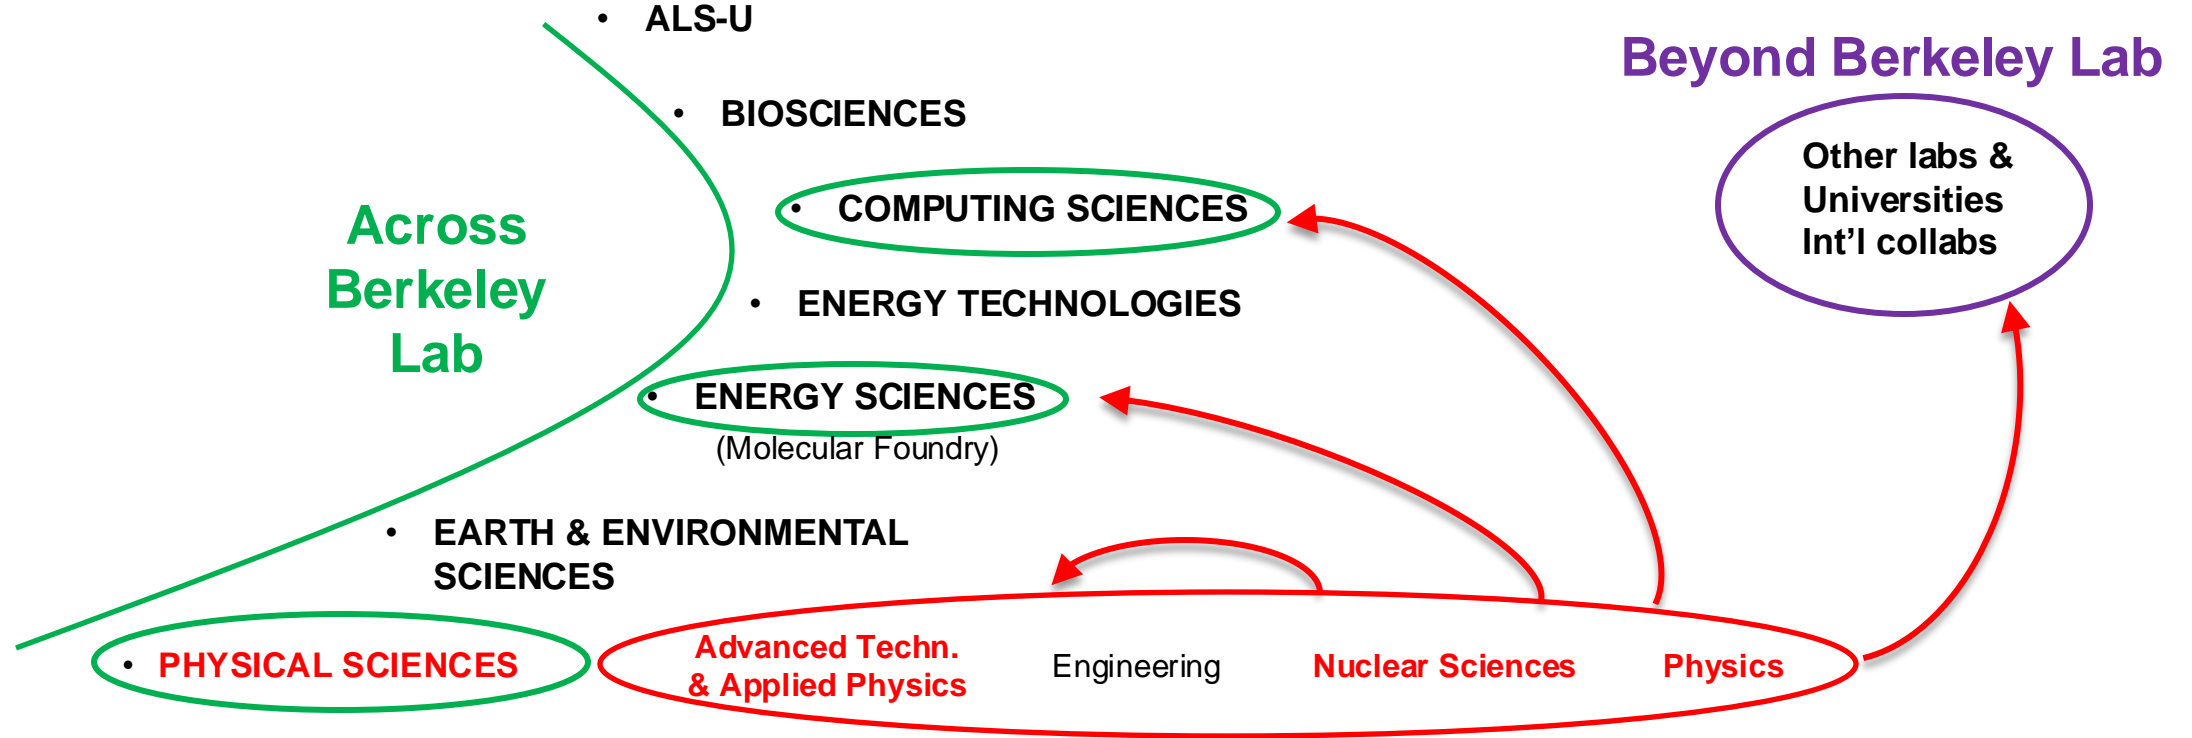 • ALS-U
Beyond Berkeley Lab
• BIOSCIENCES
Other labs &
Universities
Int’l collabs
• COMPUTING SCIENCES
Across
Berkeley
Lab
• ENERGY TECHNOLOGIES
• ENERGY SCIENCES
(Molecular Foundry)
• EARTH & ENVIRONMENTAL
SCIENCES
• PHYSICAL SCIENCES
Advanced Techn.
& Applied Physics
Engineering
Nuclear Sciences
Physics